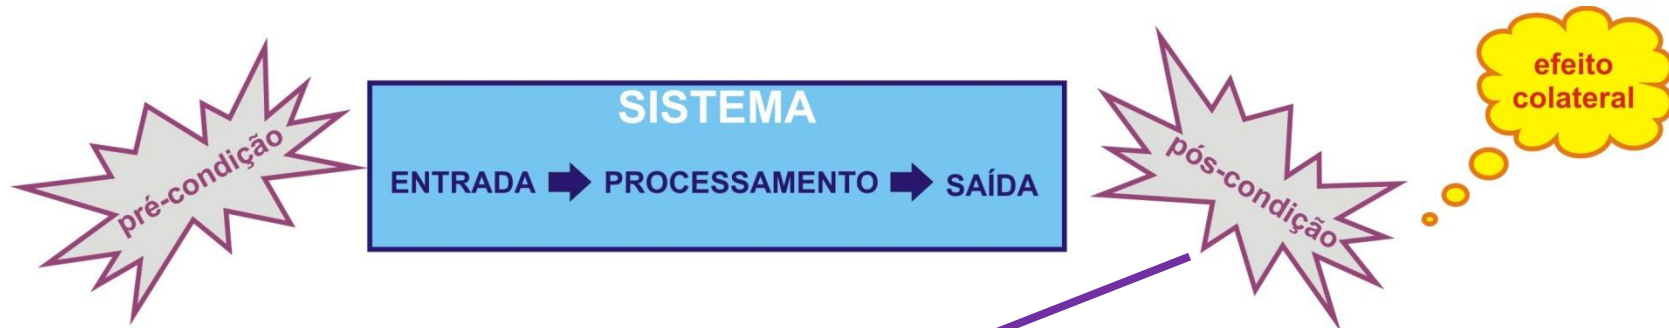 pré-condição
SISTEMA
ENTRADA PROCESSAMENTO SAÍDA
pós-condição
efeito
colateral